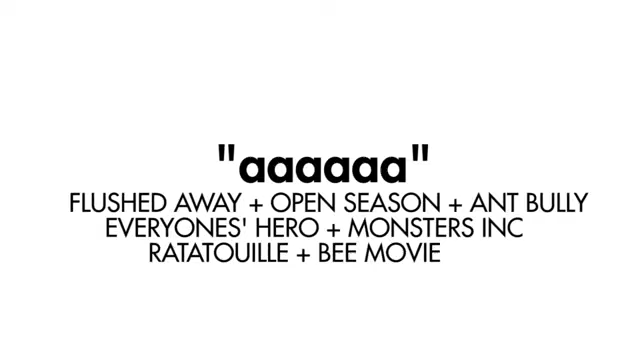 "aaaaaa"
FLUSHED AWAY + OPEN SEASON + ANT BULLY
EVERYONES' HERO + MONSTERS INC
RATATOUILLE + BEE MOVIE